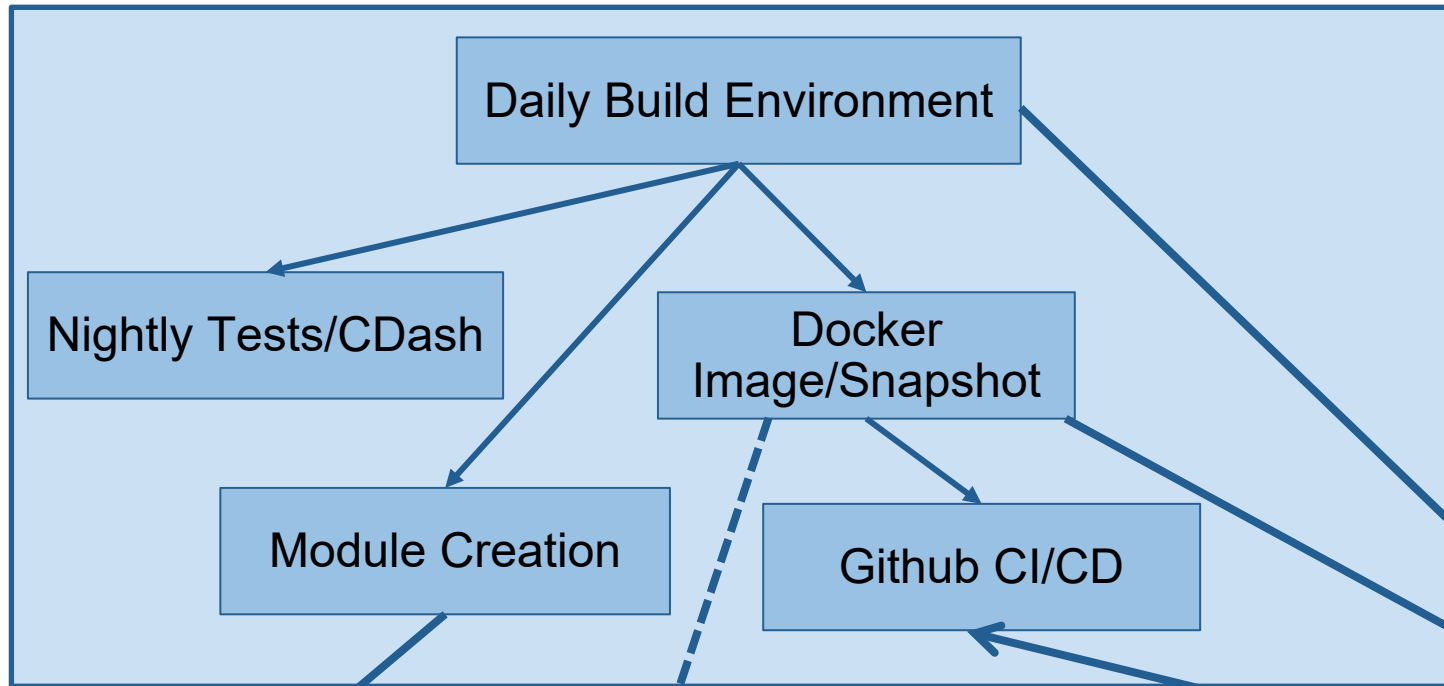 Daily Build Environment
Nightly Tests/CDash
Docker
Image/Snapshot
Module Creation
Github CI/CD